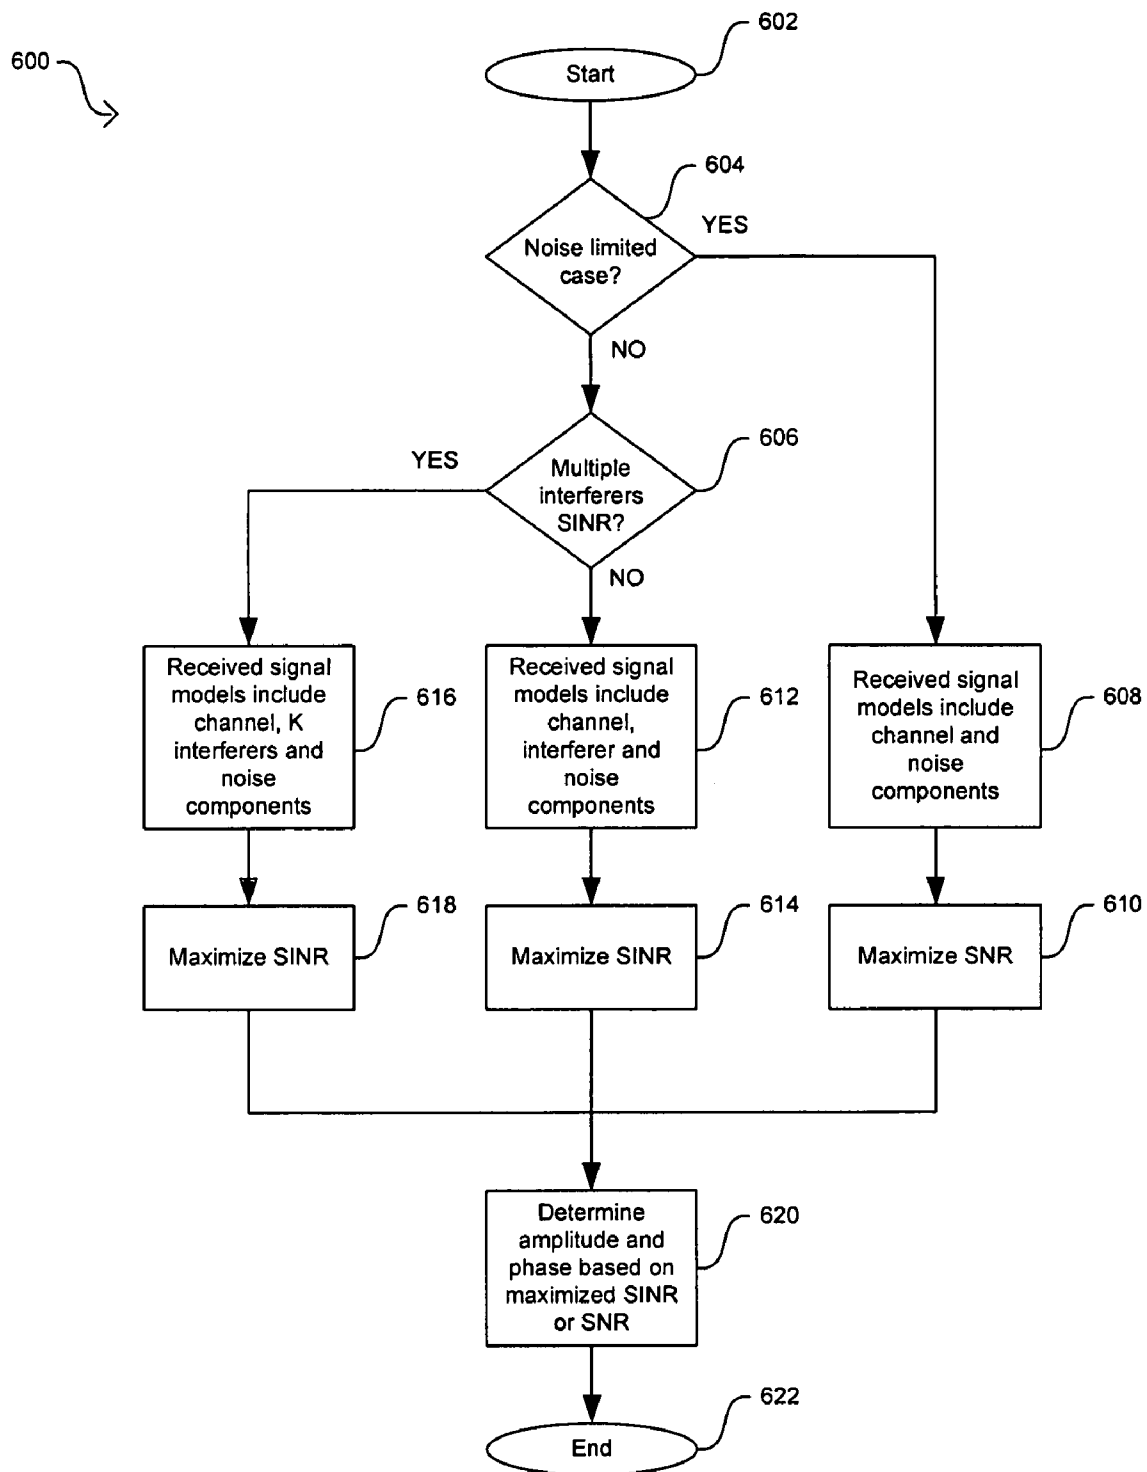 602
600
Start
604
YES
Noise limited
case?
NO
606
YES
Multiple
interferers
SINR?
NO
Received signal
models include
channel, K
interferers and
noise
components
616
Received signal
models include
channel,
interferer and
noise
components
612
Received signal
models include
channel and
noise
components
608
618
Maximize SINR
614
Maximize SINR
610
Maximize SNR
Determine
amplitude and
phase based on
maximized SINR
or SNR
620
622
End